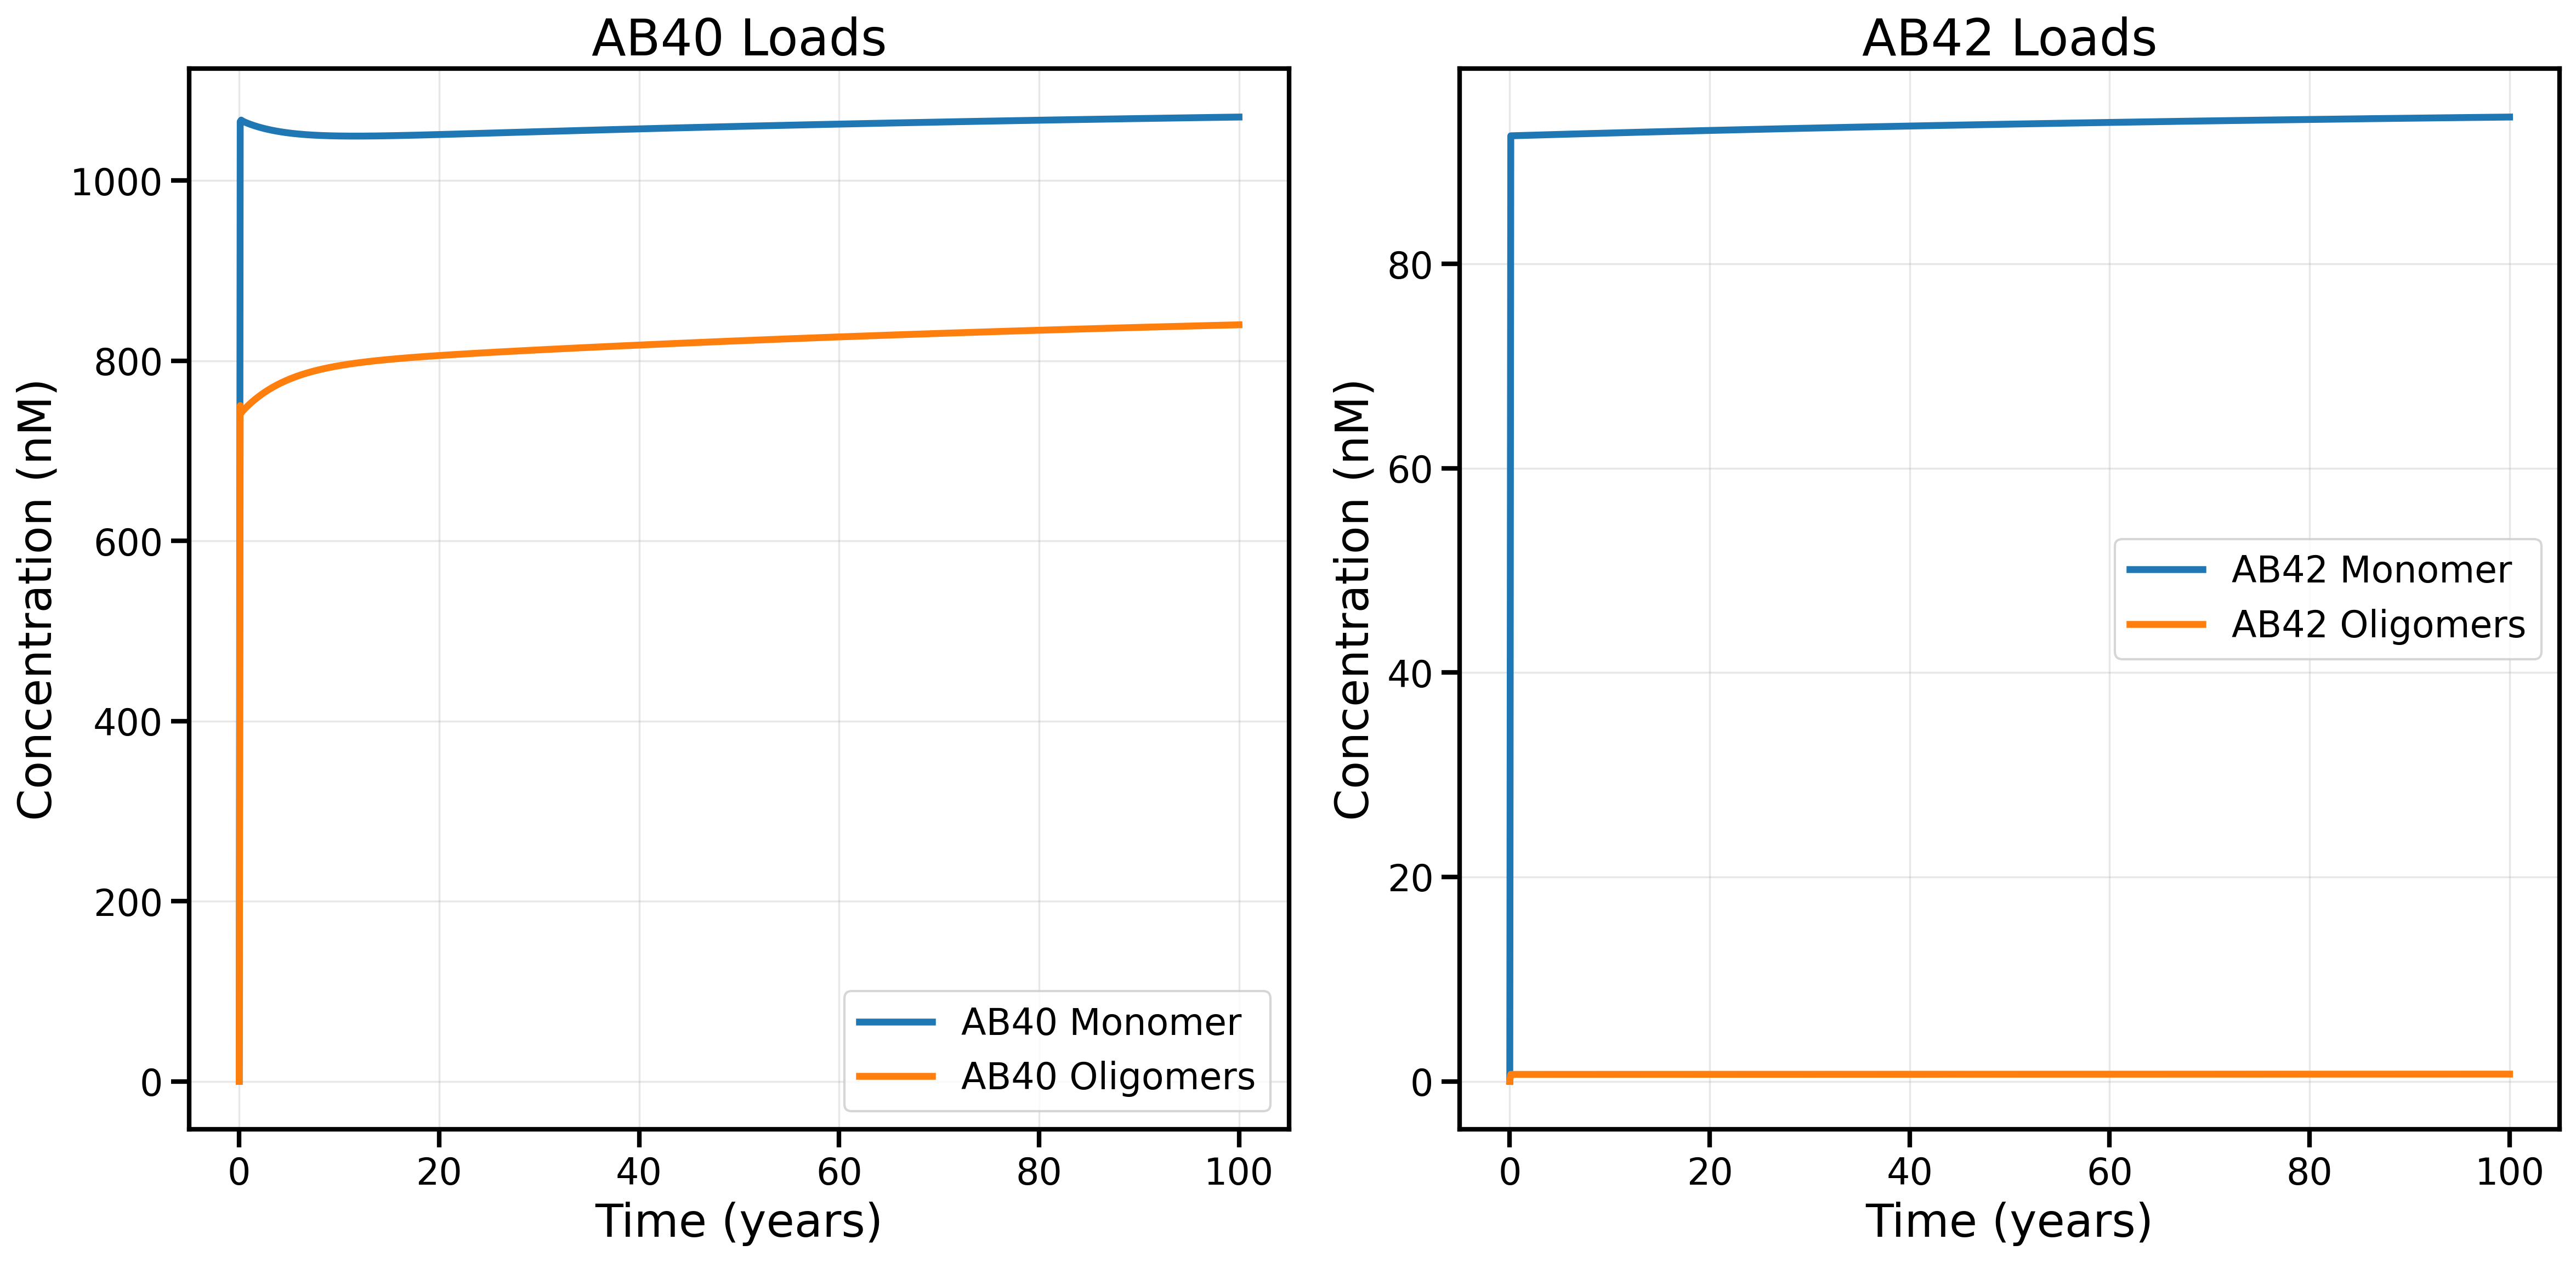 AB40 Loads
Concentration (nM)
1000
800
600
400
200
0
AB40 Monomer
AB40 Oligomers
0 20 40 60 80 100
Time (years)
AB42 Loads
Concentration (nM)
80
60
40
20
0
AB42 Monomer
AB42 Oligomers
0 20 40 60 80 100
Time (years)